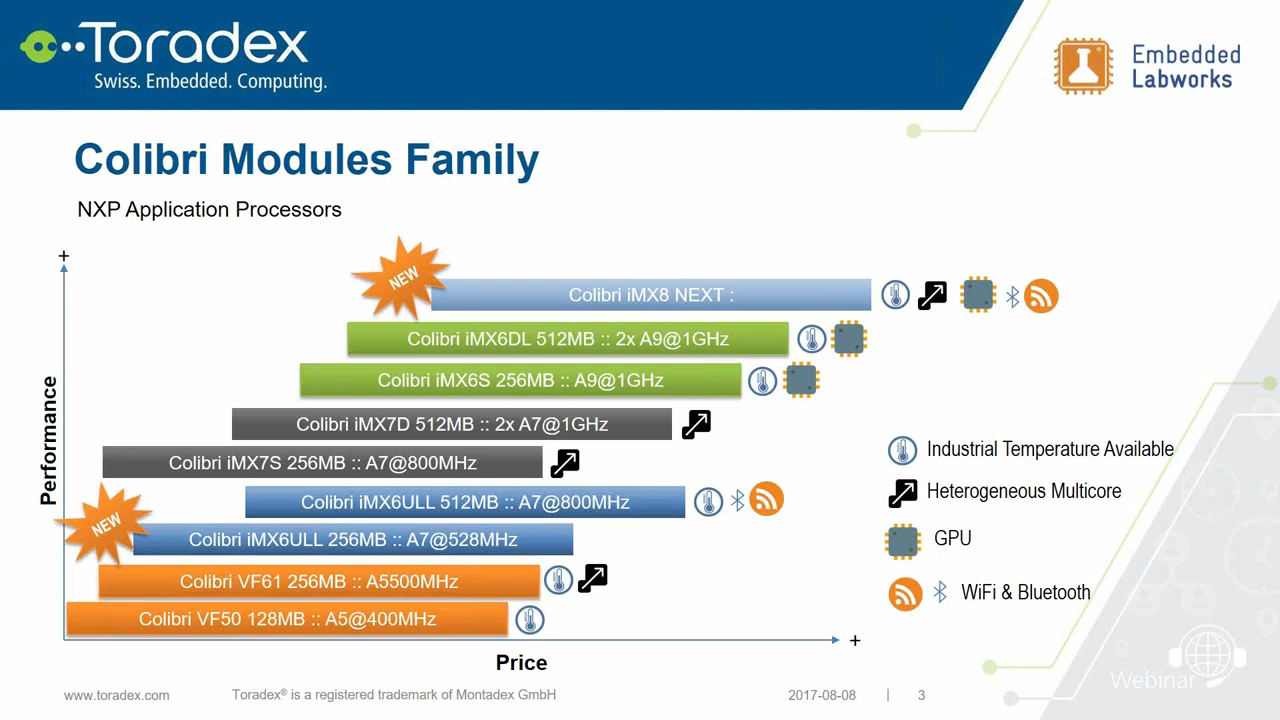 Toradex
Swiss. Embedded. Computing.
Embedded
Labworks
Colibri Modules Family
NXP Application Processors
+
NEW
Colibri iMX8 NEXT :
Colibri iMX6DL 512MB :: 2x A9@1GHz
Colibri iMX6S 256MB :: A9@1GHz
Colibri iMX7D 512MB :: 2x A7@1GHz
Colibri iMX7S 256MB :: A7@800MHz
Colibri iMX6ULL 512MB :: A7@800MHz
NEW
Colibri iMX6ULL 256MB :: A7@528MHz
Colibri VF61 256MB :: A5500MHz
Colibri VF50 128MB :: A5@400MHz
Performance
+
Price
Industrial Temperature Available
Heterogeneous Multicore
GPU
WiFi & Bluetooth
Webinar
www.toradex.com
Toradex® is a registered trademark of Montadex GmbH
2017-08-08 | 3